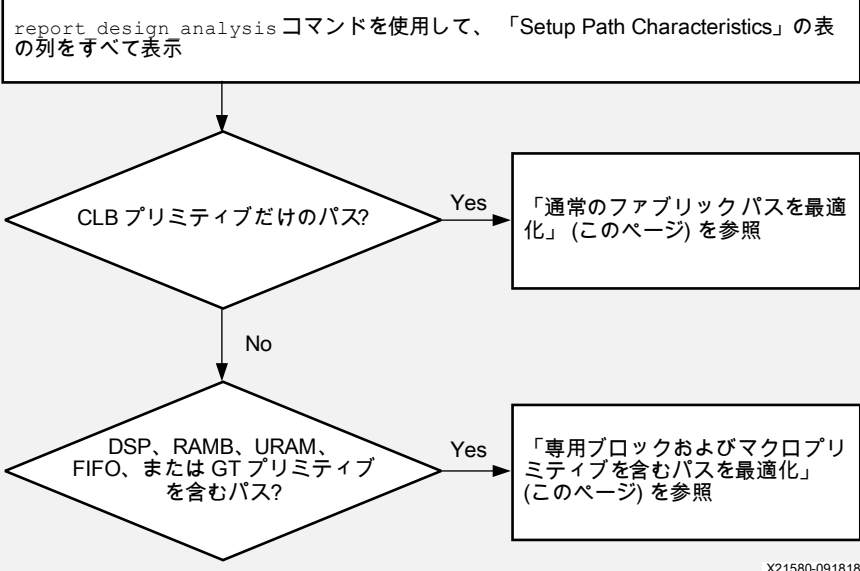 report_design_analysis コマンドを使用して、 「Setup Path Characteristics」の表
の列をすべて表示
CLB プリミティブだけのパス?
Yes
「通常のファブリック パスを最適
化」 (このページ) を参照
No
DSP、RAMB、URAM、
FIFO、または GT プリミティブ
を含むパス?
Yes
「専用ブロックおよびマクロプリ
ミティブを含むパスを最適化」
(このページ) を参照
X21580-091818